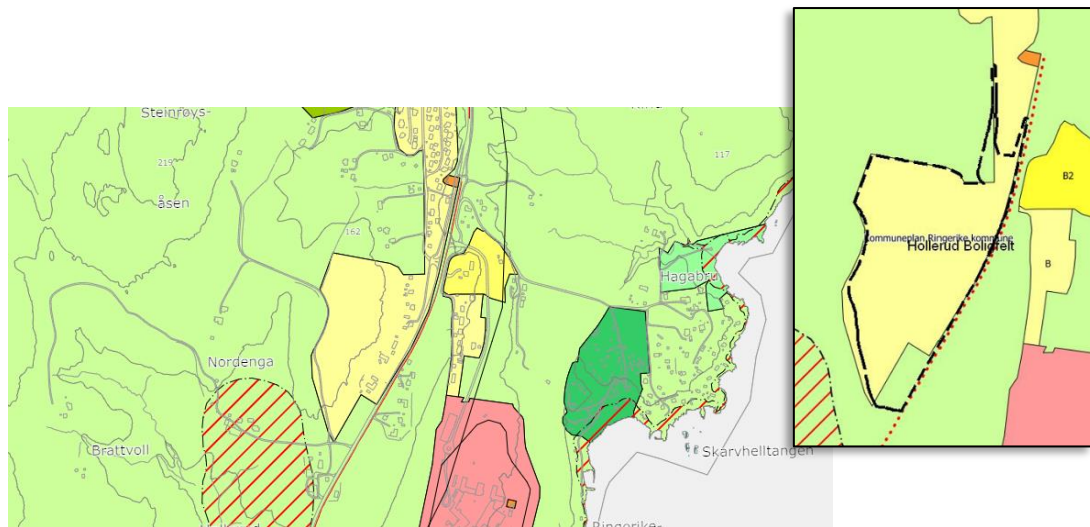 Steinrøys-
219
åsen
162
117
Hagabru
Nordenga
Brattvoll
Skarvhelltangen
Ringerike-
B2
Kommuneplan Ringerike kommune
Hollerud Boligfelt
B